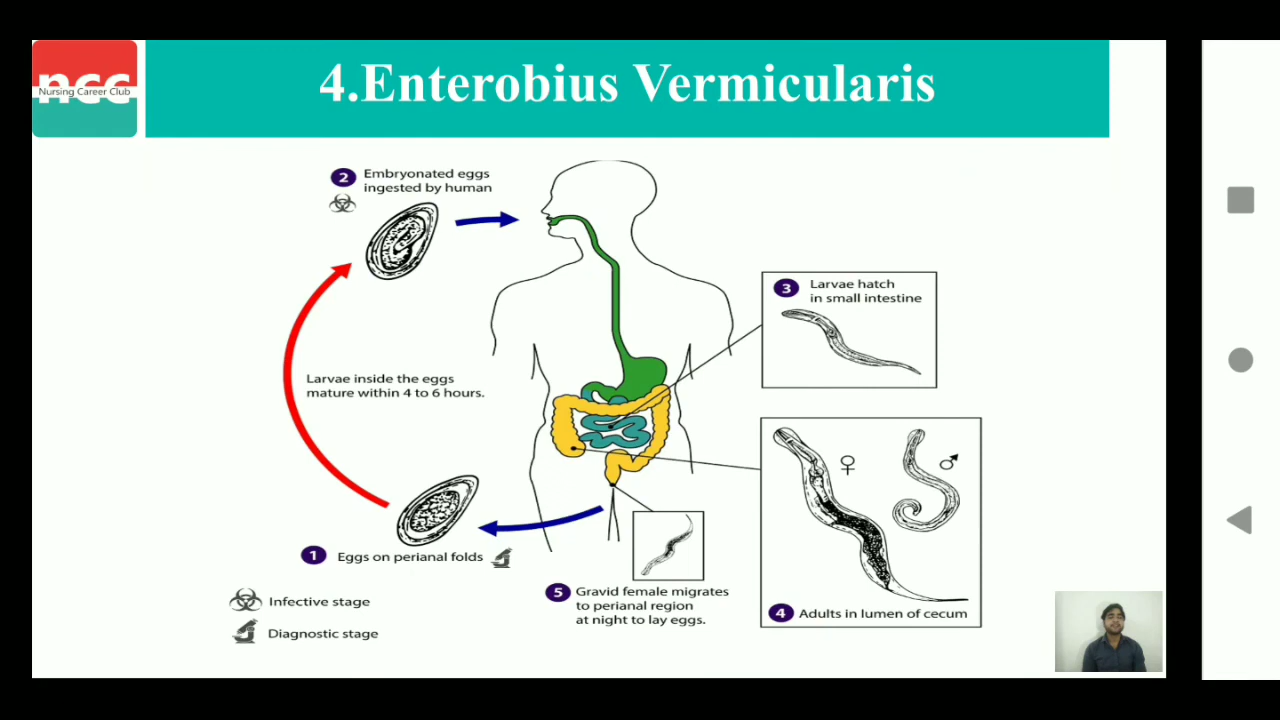 ncc
Nursing Career Club
4.Enterobius Vermicularis
2 Embryonated eggs
ingested by human
3 Larvae hatch
in small intestine
Larvae inside the eggs
mature within 4 to 6 hours.
1 Eggs on perianal folds
Infective stage
Diagnostic stage
5 Gravid female migrates
to perianal region
at night to lay eggs.
4 Adults in lumen of cecum